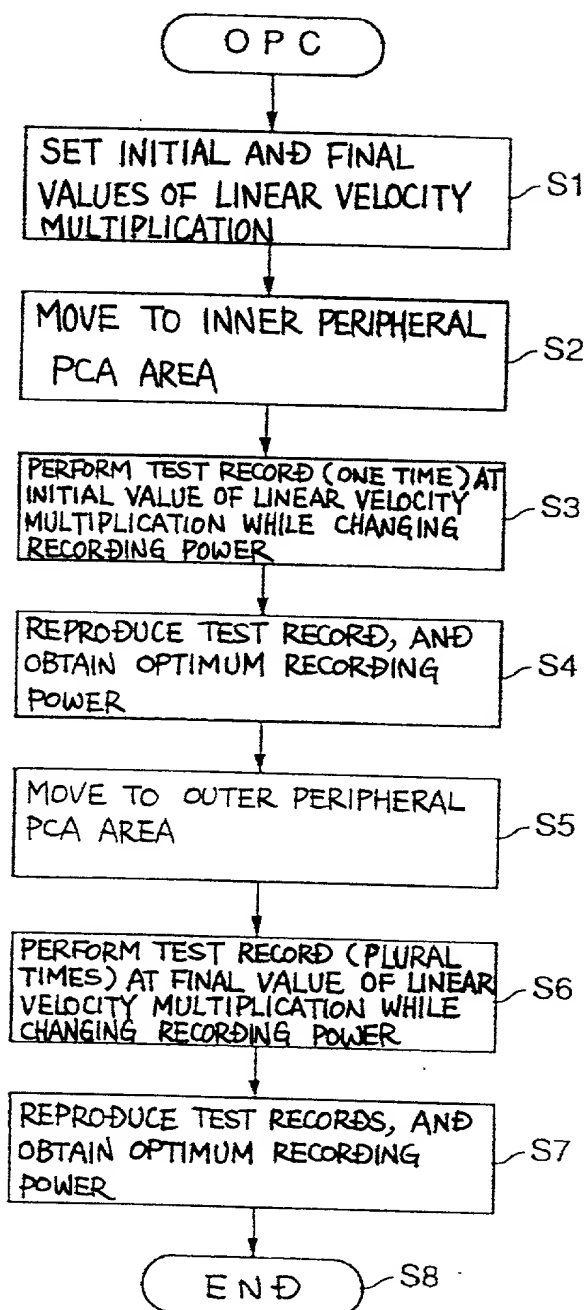 OPC
SET INITIAL AND FINAL
VALUES OF LINEAR VELOCITY
MULTIPLICATION
S1
MOVE TO INNER PERIPHERAL
PCA AREA
S2
PERFORM TEST RECORD (ONE TIME) AT
INITIAL VALUE OF LINEAR VELOCITY
MULTIPLICATION WHILE CHANGING
RECORDING POWER
S3
REPRODUCE TEST RECORD, AND
OBTAIN OPTIMUM RECORDING
POWER
S4
MOVE TO OUTER PERIPHERAL
PCA AREA
S5
PERFORM TEST RECORD (PLURAL
TIMES) AT FINAL VALUE OF LINEAR
VELOCITY MULTIPLICATION WHILE
CHANGING RECORDING POWER
S6
REPRODUCE TEST RECORDS, AND
OBTAIN OPTIMUM RECORDING
POWER
S7
END
S8